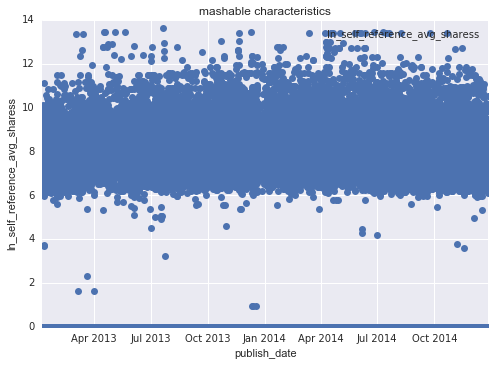 mashable characteristics
ln_self_reference_avg_sharess
14
12
10
8
6
4
2
0
ln_self_reference_avg_sharess
Apr 2013 Jul 2013 Oct 2013 Jan 2014 Apr 2014 Jul 2014 Oct 2014
publish_date